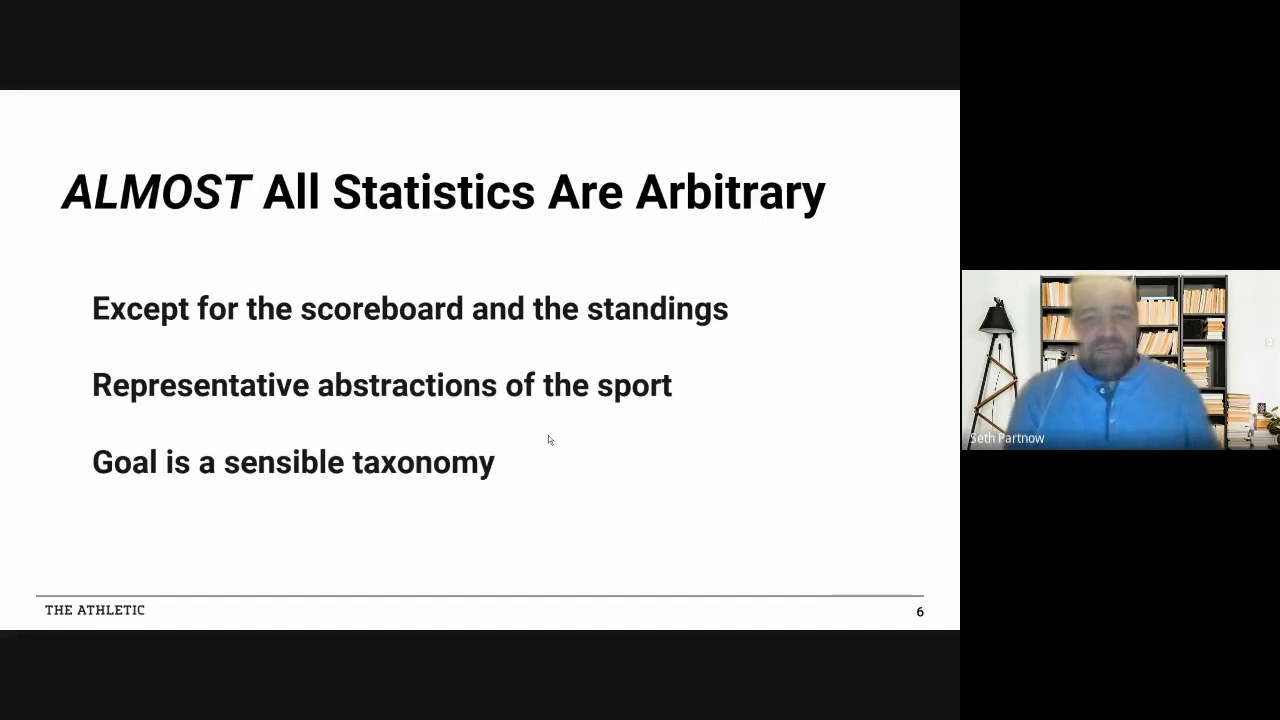 ALMOST All Statistics Are Arbitrary
Except for the scoreboard and the standings
Representative abstractions of the sport
Goal is a sensible taxonomy
THE ATHLETIC
6
Seth Partnow